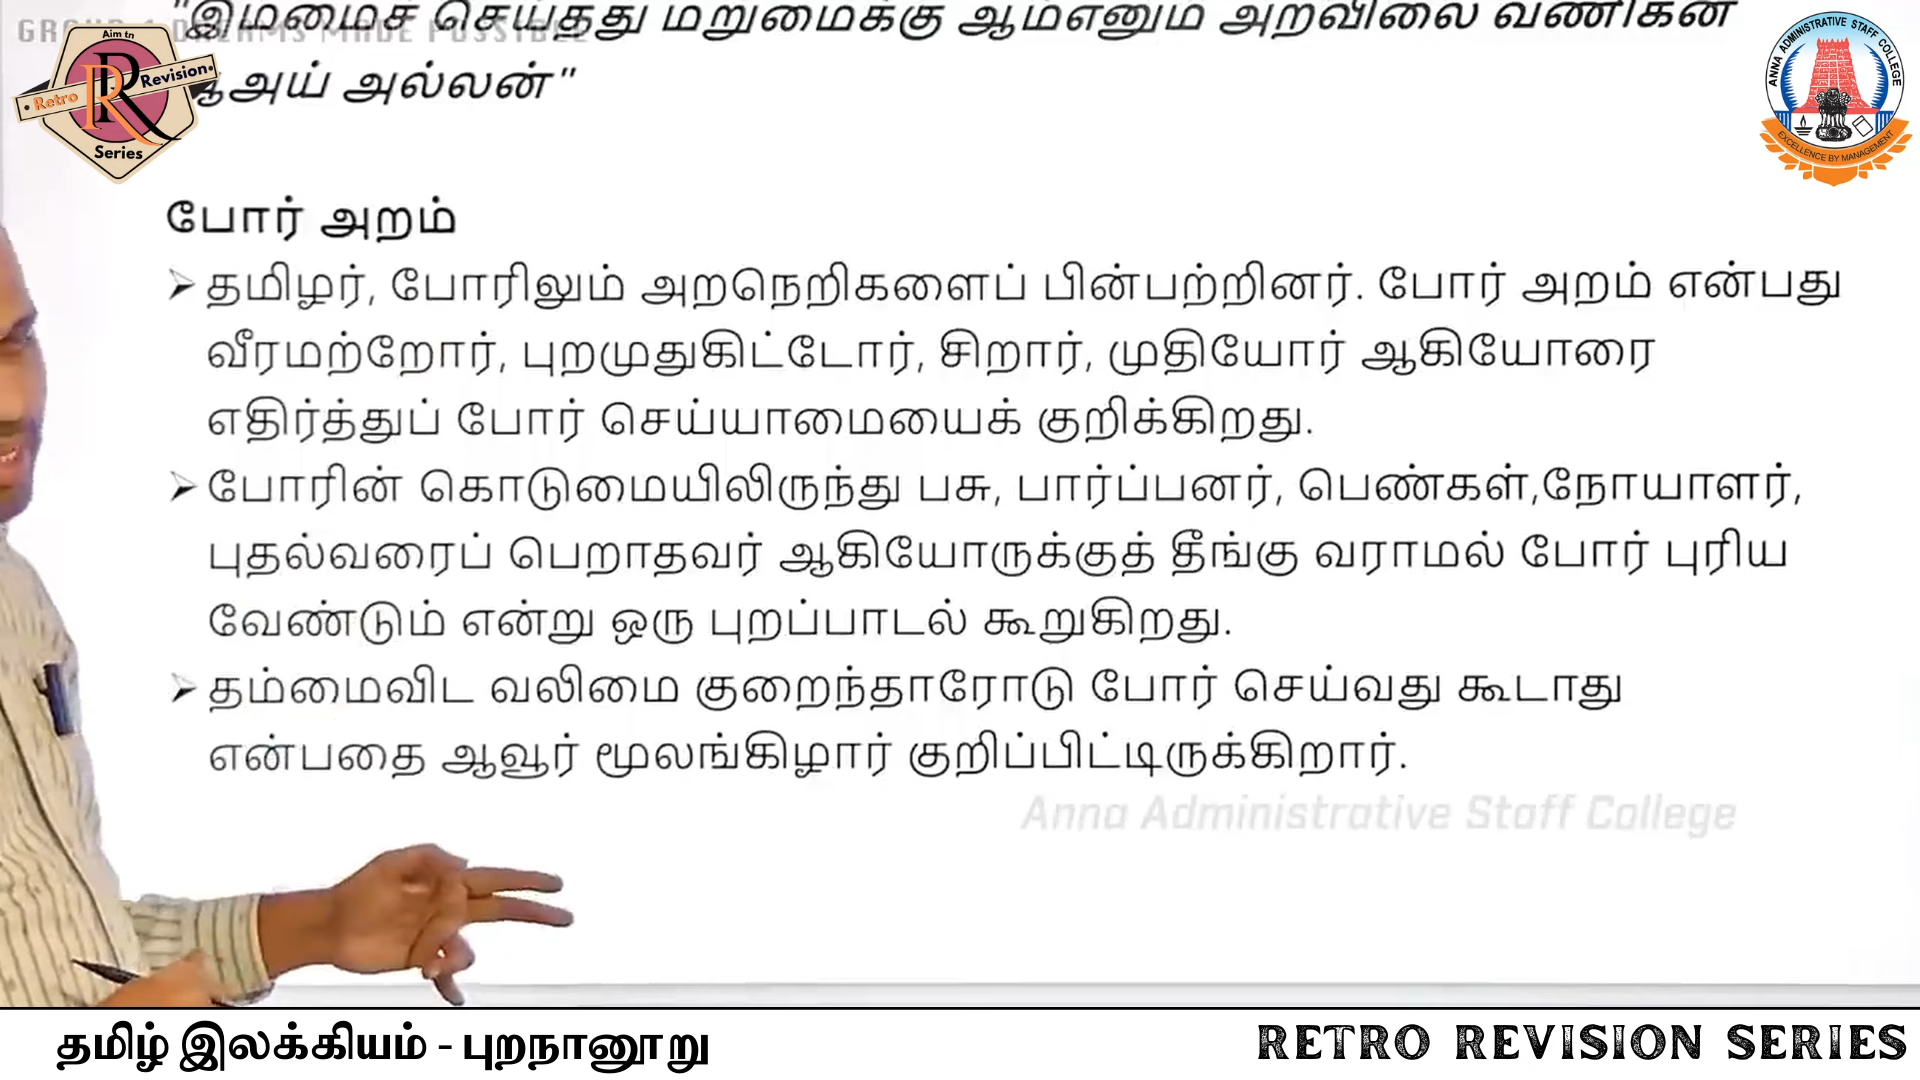 "இம்மைச் செய்தது மறுமைக்கு ஆம்எனும் அறவிலை வணிகன்
ஆஅய் அல்லன்"
Aim tn
Retro
Revision
RR
Series
ANNA ADMINISTRATIVE STAFF COLLEGE
EXCELLENCE BY MANAGEMENT
போர் அறம்
➢ தமிழர், போரிலும் அறநெறிகளைப் பின்பற்றினர். போர் அறம் என்பது
வீரமற்றோர், புறமுதுகிட்டோர், சிறார், முதியோர் ஆகியோரை
எதிர்த்துப் போர் செய்யாமையைக் குறிக்கிறது.
➢ போரின் கொடுமையிலிருந்து பசு, பார்ப்பனர், பெண்கள்,நோயாளர்,
புதல்வரைப் பெறாதவர் ஆகியோருக்குத் தீங்கு வராமல் போர் புரிய
வேண்டும் என்று ஒரு புறப்பாடல் கூறுகிறது.
➢ தம்மைவிட வலிமை குறைந்தாரோடு போர் செய்வது கூடாது
என்பதை ஆவூர் மூலங்கிழார் குறிப்பிட்டிருக்கிறார்.
Anna Administrative Staff College
தமிழ் இலக்கியம் - புறநானூறு
RETRO REVISION SERIES